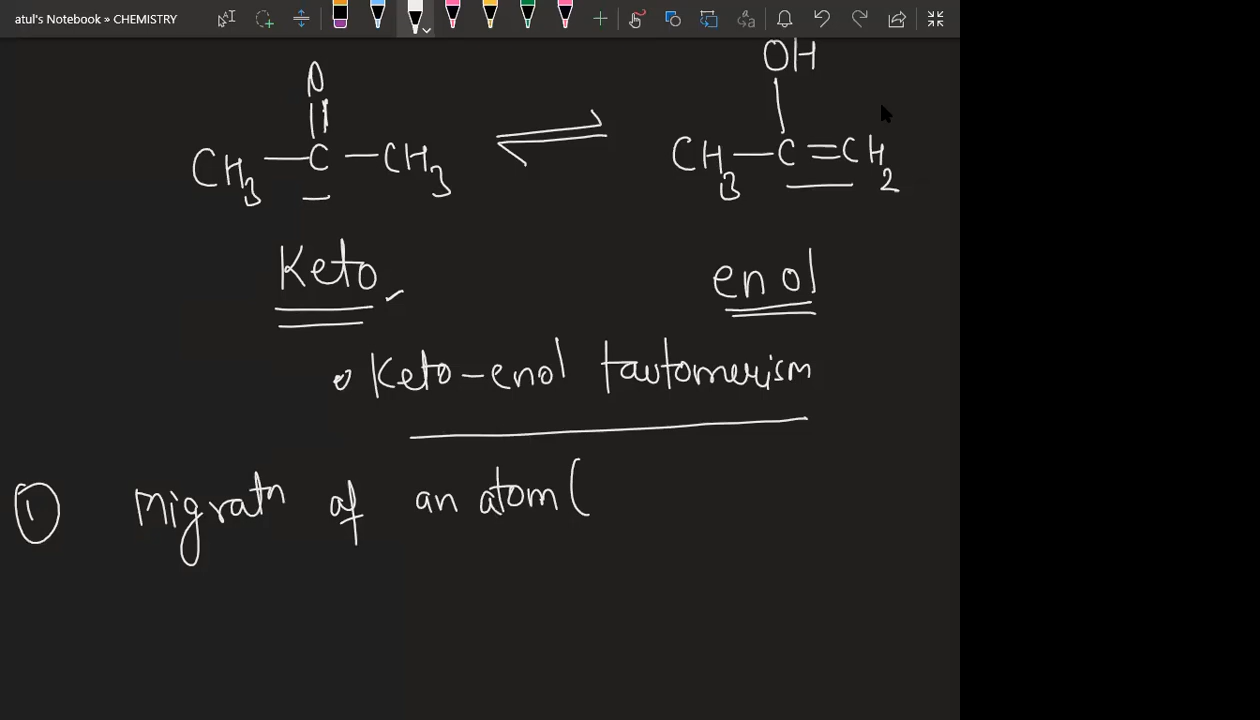 atul's Notebook » CHEMISTRY
O
OH
CH3—C—CH3 ⇌ CH3—C=CH2
Keto enol
Keto-enol tautomerism
① Migratn of an atom (